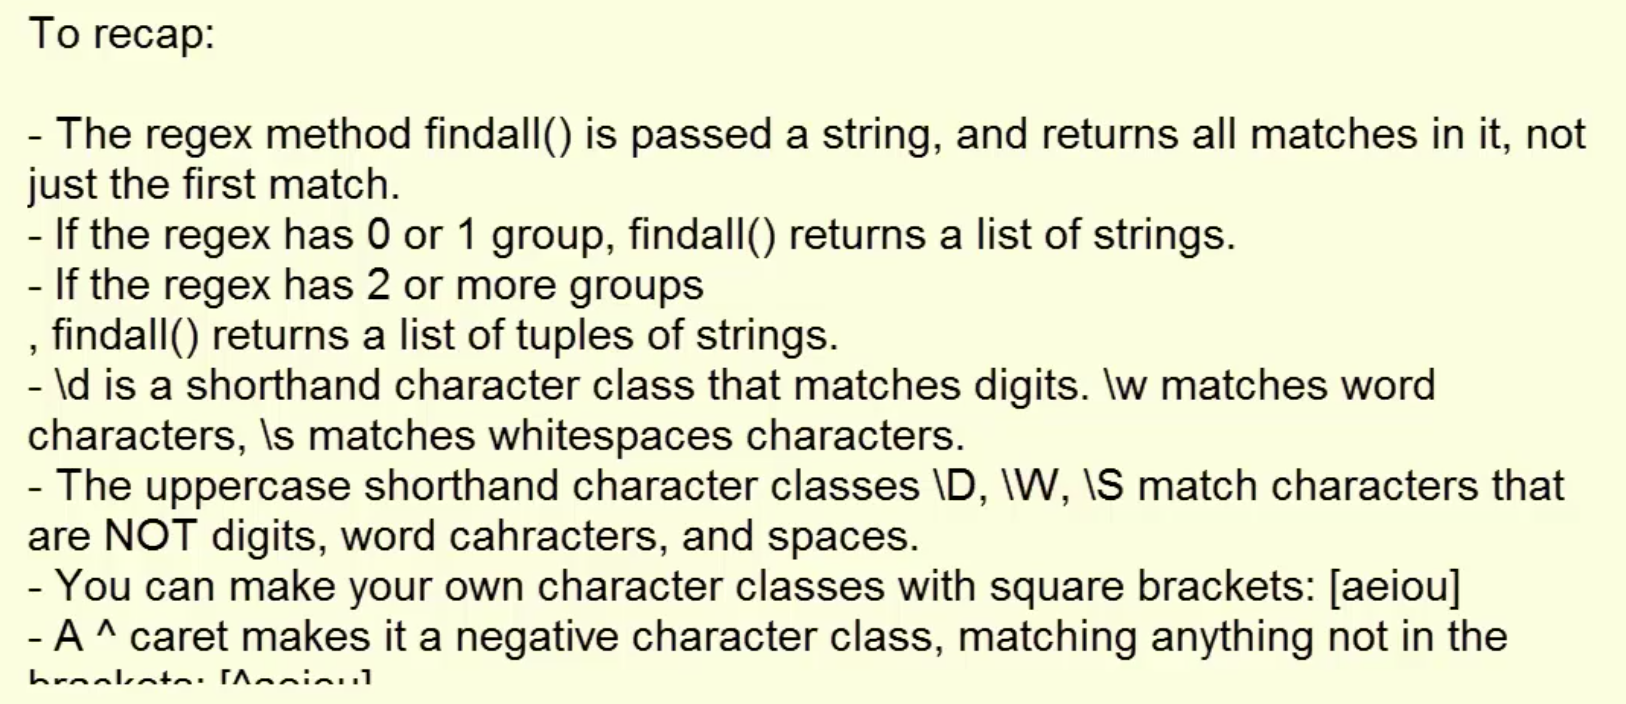 To recap:
- The regex method findall() is passed a string, and returns all matches in it, not
just the first match.
- If the regex has 0 or 1 group, findall() returns a list of strings.
- If the regex has 2 or more groups
, findall() returns a list of tuples of strings.
- \d is a shorthand character class that matches digits. \w matches word
characters, \s matches whitespaces characters.
- The uppercase shorthand character classes \D, \W, \S match characters that
are NOT digits, word cahracters, and spaces.
- You can make your own character classes with square brackets: [aeiou]
- A ^ caret makes it a negative character class, matching anything not in the
brackets: [^aeiou]